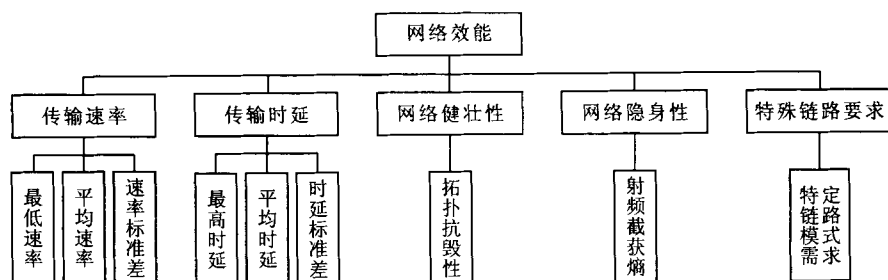 网络效能
传输速率
传输时延
网络健壮性
网络隐身性
特殊链路要求
最低速率
平均速率
速率标准差
最高时延
平均时延
时延标准差
拓扑抗毁性
射频截获熵
特定
链路
模式
需求